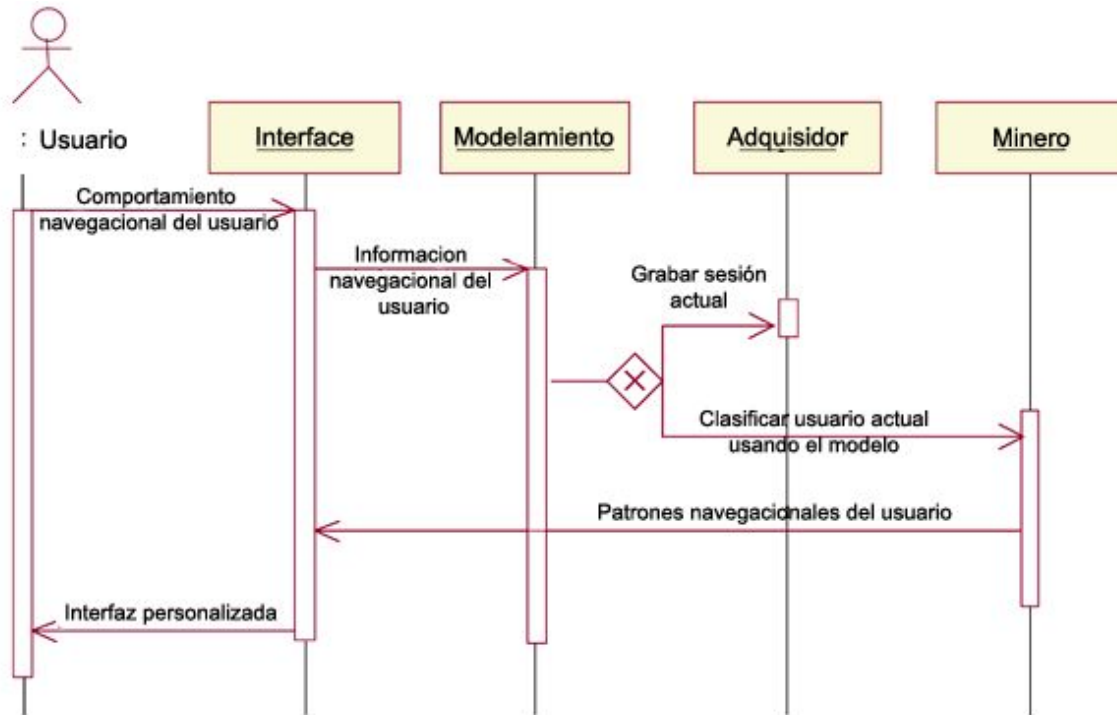 : Usuario
Interface
Modelamiento
Adquisidor
Minero
Comportamiento
navegacional del usuario
Informacion
navegacional del
usuario
Grabar sesión
actual
Clasificar usuario actual
usando el modelo
Patrones navegacionales del usuario
Interfaz personalizada